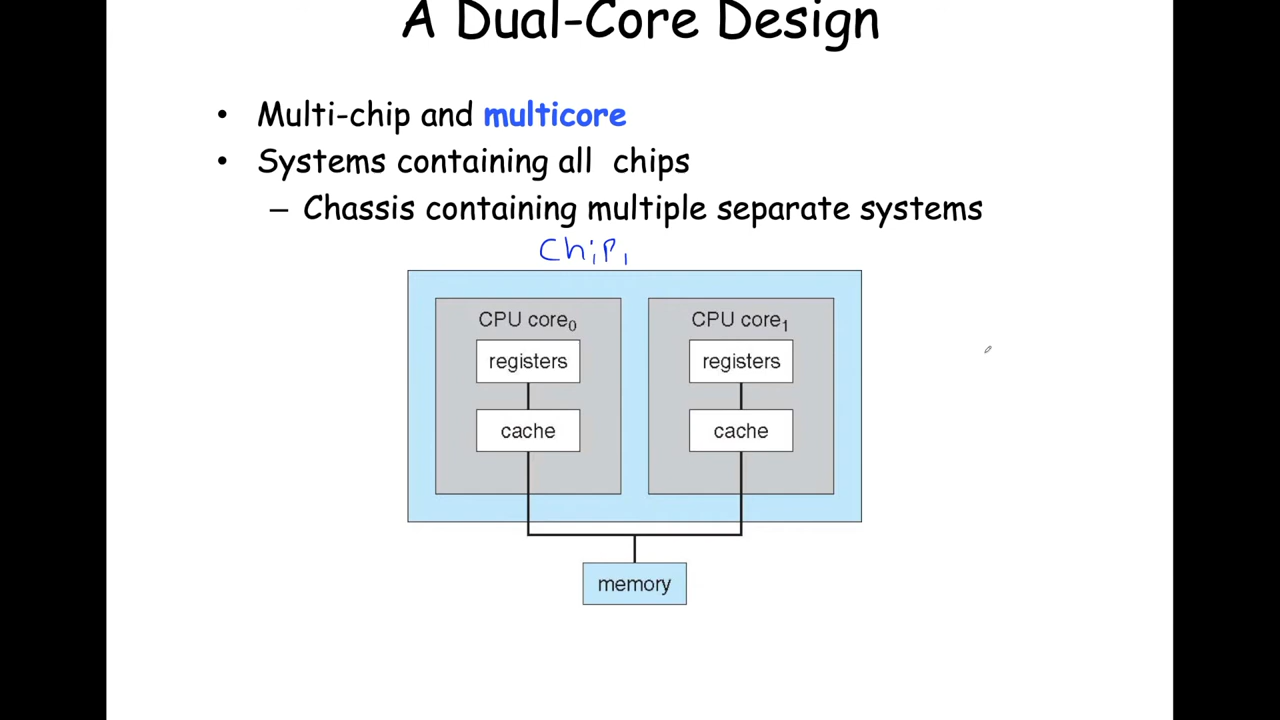 A Dual-Core Design
• Multi-chip and multicore
• Systems containing all chips
– Chassis containing multiple separate systems
Chip1
CPU core0 CPU core1
registers registers
cache cache
memory